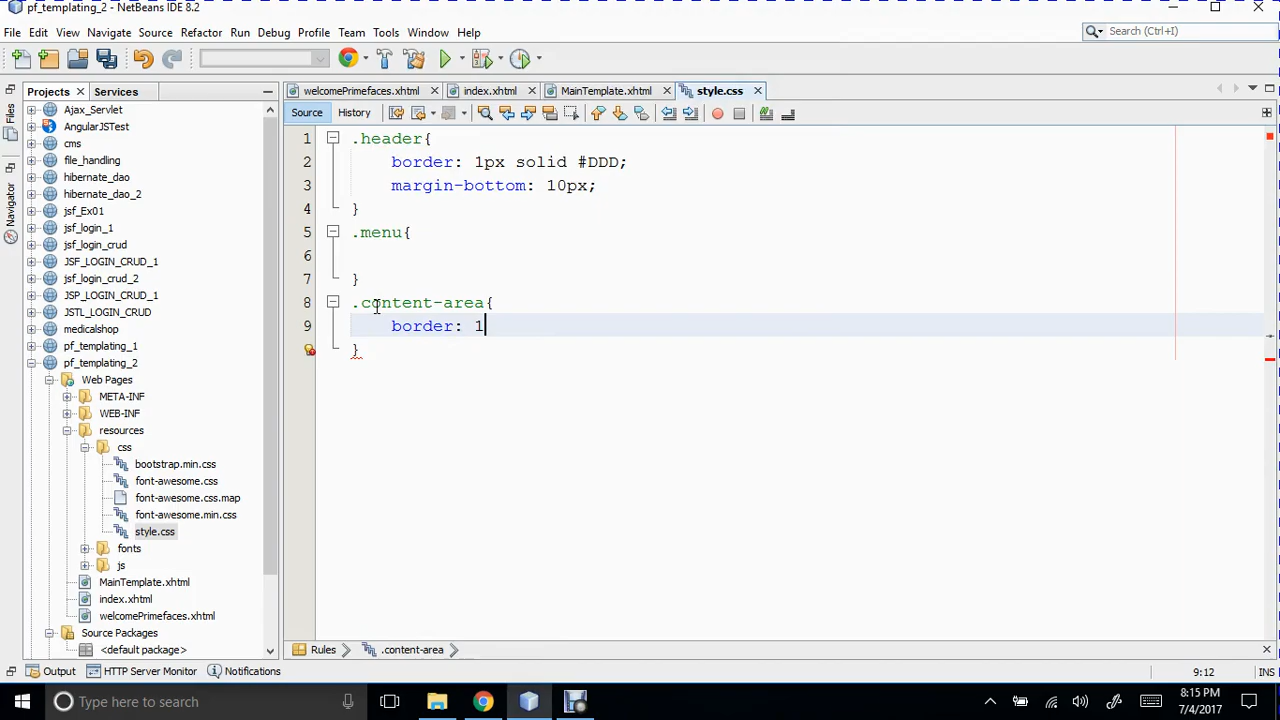 pf_templating_2 - NetBeans IDE 8.2
File Edit View Navigate Source Refactor Run Debug Profile Team Tools Window Help
Search (Ctrl+I)
Files
Navigator
Projects
Services
Ajax_Servlet
AngularJSTest
cms
file_handling
hibernate_dao
hibernate_dao_2
jsf_Ex01
jsf_login_1
jsf_login_crud
JSF_LOGIN_CRUD_1
jsf_login_crud_2
JSP_LOGIN_CRUD_1
JSTL_LOGIN_CRUD
medicalshop
pf_templating_1
pf_templating_2
Web Pages
META-INF
WEB-INF
resources
css
bootstrap.min.css
font-awesome.css
font-awesome.css.map
font-awesome.min.css
style.css
fonts
js
MainTemplate.xhtml
index.xhtml
welcomePrimefaces.xhtml
Source Packages
<default package>
welcomePrimefaces.xhtml index.xhtml MainTemplate.xhtml style.css
Source History
1 .header{
2 border: 1px solid #DDD;
3 margin-bottom: 10px;
4 }
5 .menu{
6
7 }
8 .content-area{
9 border: 1
}
Rules .content-area
Output HTTP Server Monitor Notifications
9:12 INS
Type here to search
8:15 PM
7/4/2017